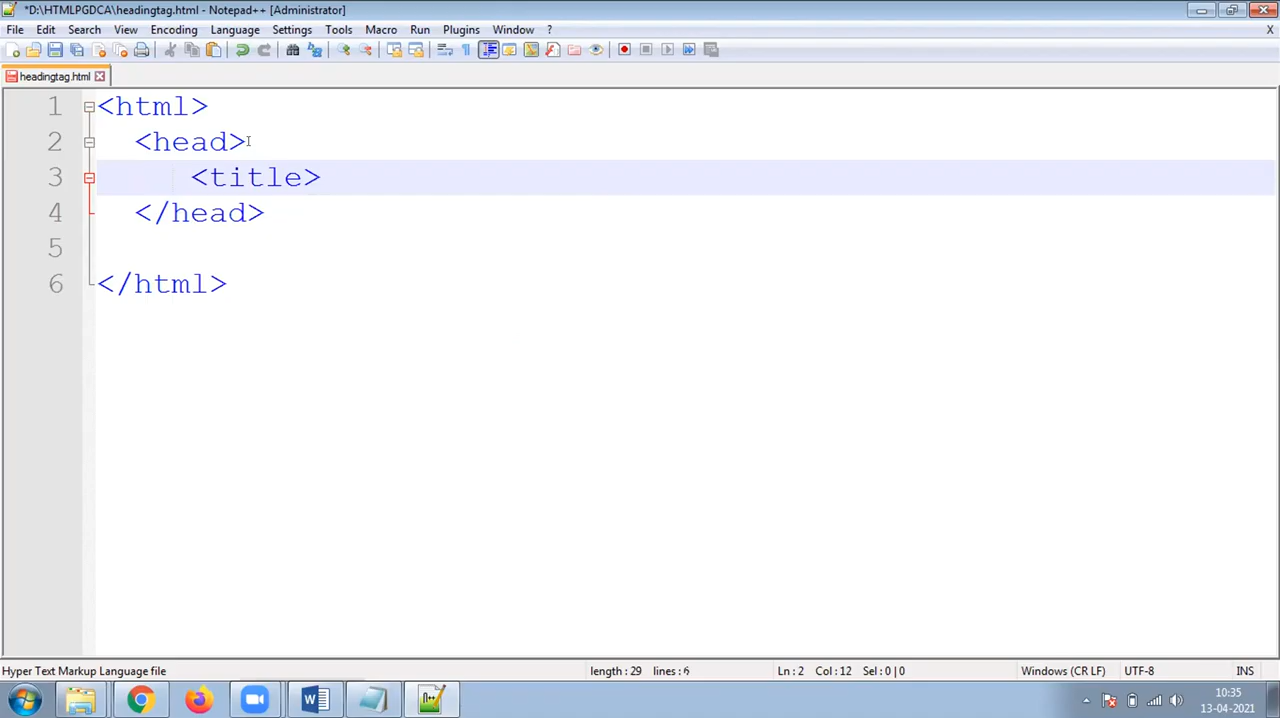 *D:\HTMLPGDCA\headingtag.html - Notepad++ [Administrator]
File Edit Search View Encoding Language Settings Tools Macro Run Plugins Window ? X
headingtag.html
1 <html>
2 <head>
3 <title>
4 </head>
5
6 </html>
Hyper Text Markup Language file length : 29 lines : 6 Ln : 2 Col : 12 Sel : 0 | 0 Windows (CR LF) UTF-8 INS
10:35
13-04-2021